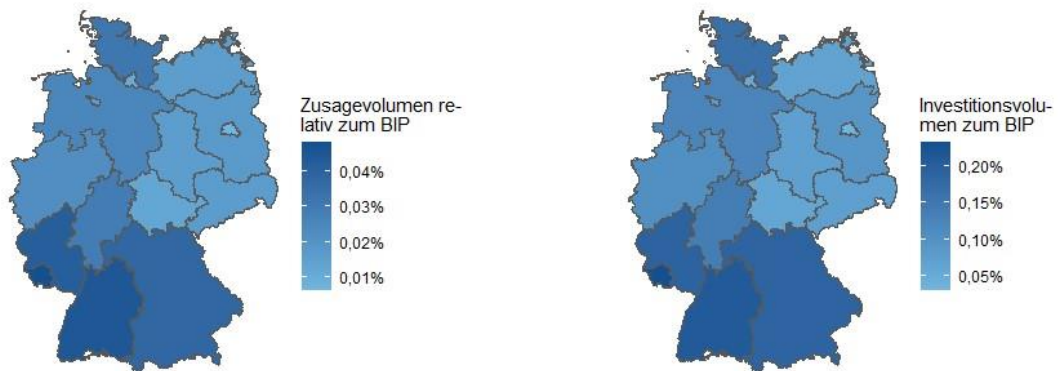 Zusagevolumen re-
lativ zum BIP
0,04%
0,03%
0,02%
0,01%
Investitionsvolu-
men zum BIP
0,20%
0,15%
0,10%
0,05%